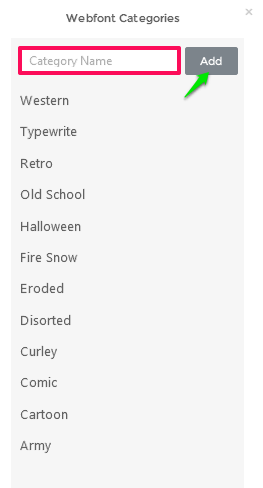 Webfont Categories
×
Category Name
Add
Western
Typewrite
Retro
Old School
Halloween
Fire Snow
Eroded
Disorted
Curley
Comic
Cartoon
Army